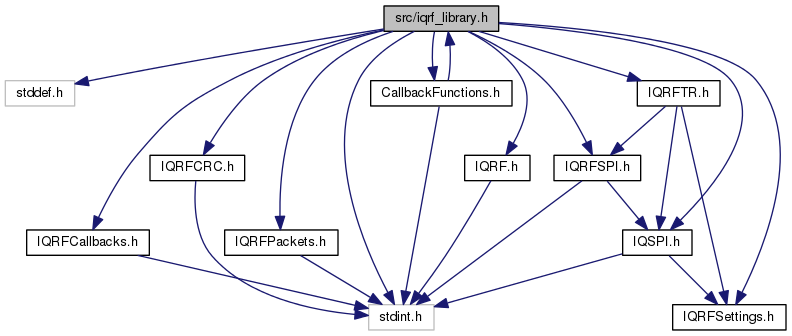 src/iqrf_library.h
stddef.h
CallbackFunctions.h
IQRFTR.h
IQRFCRC.h
IQRF.h
IQRFSPI.h
IQRFCallbacks.h
IQRFPackets.h
IQSPI.h
stdint.h
IQRFSettings.h